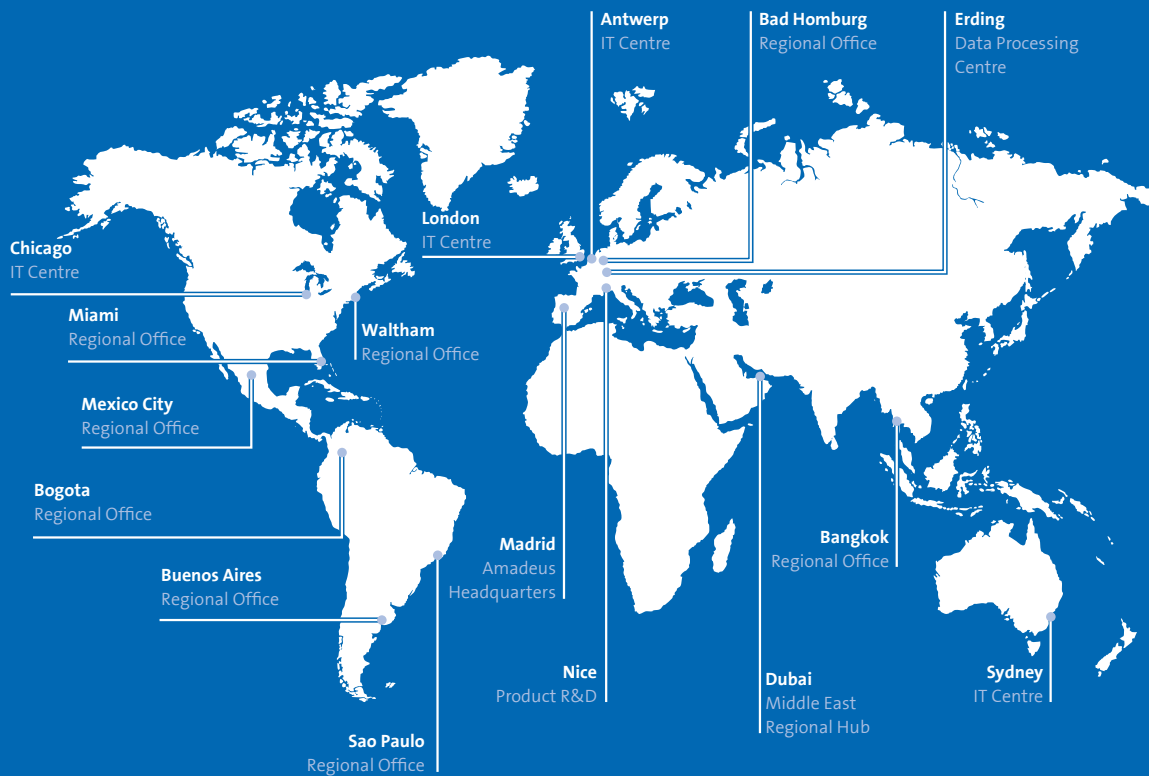 Antwerp
IT Centre
Bad Homburg
Regional Office
Erding
Data Processing
Centre
London
IT Centre
Chicago
IT Centre
Miami
Regional Office
Waltham
Regional Office
Mexico City
Regional Office
Bogota
Regional Office
Buenos Aires
Regional Office
Sao Paulo
Regional Office
Madrid
Amadeus
Headquarters
Nice
Product R&D
Dubai
Middle East
Regional Hub
Bangkok
Regional Office
Sydney
IT Centre